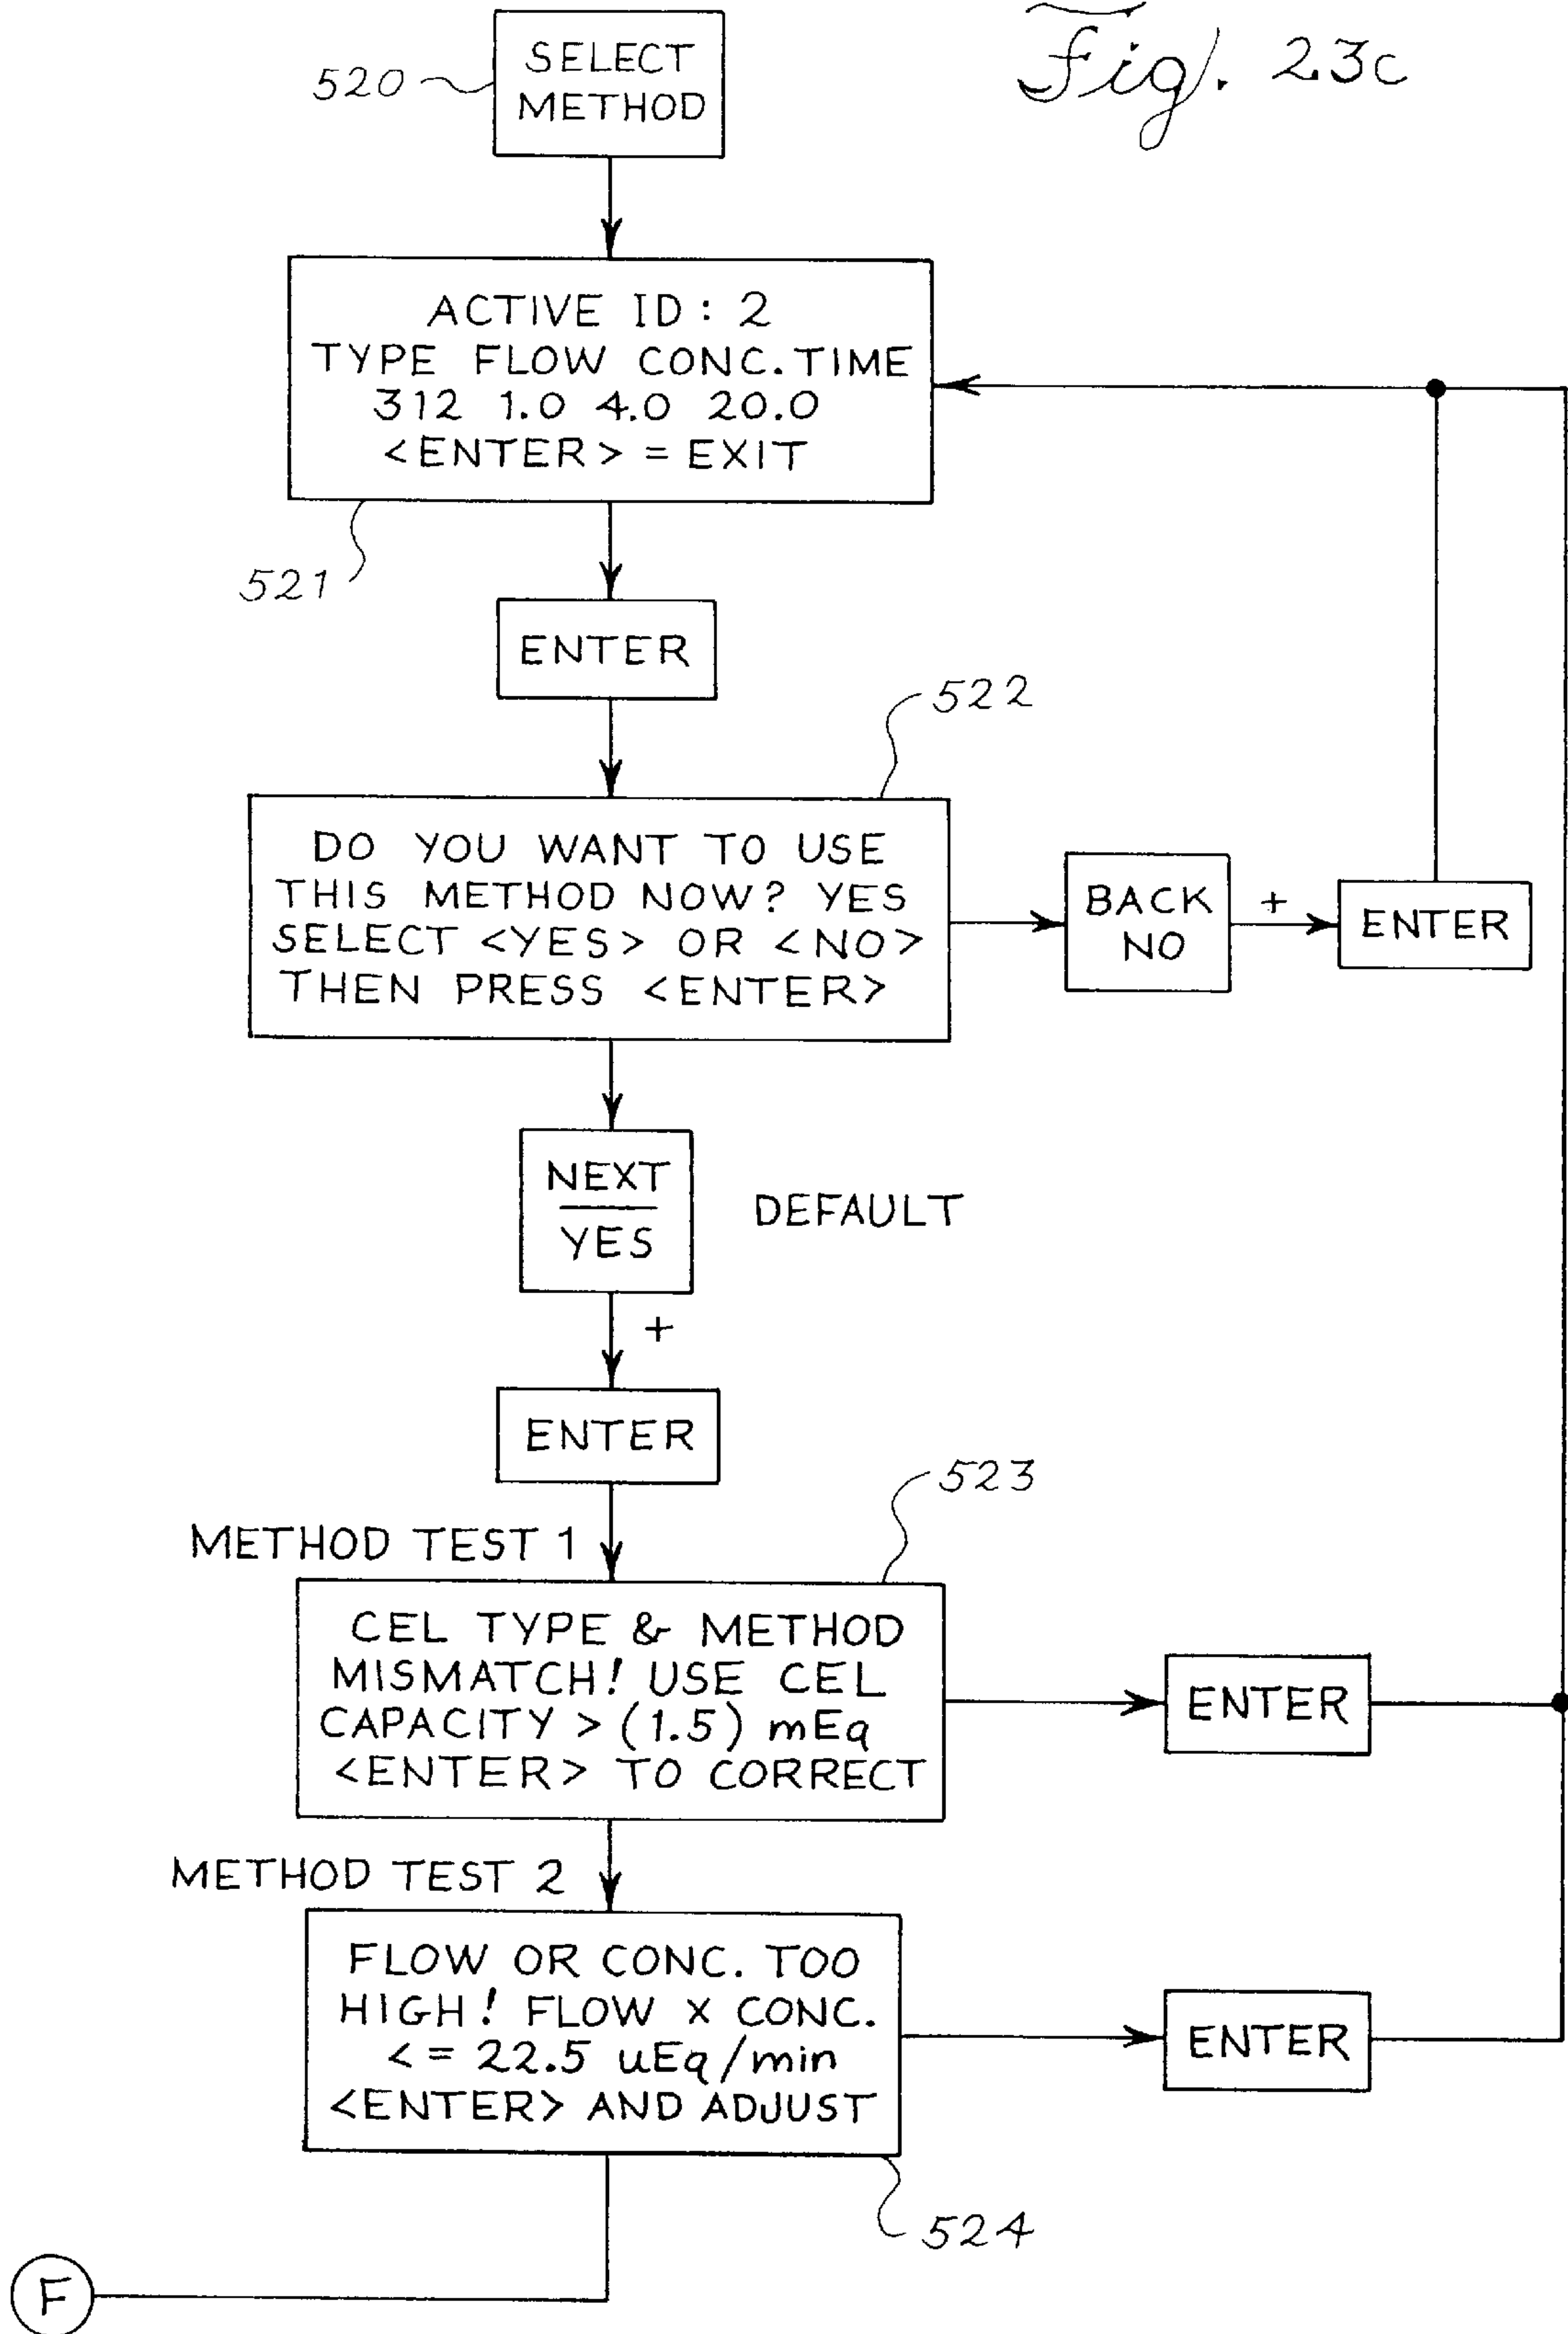 Fig. 23c
520
SELECT
METHOD
ACTIVE ID : 2
TYPE FLOW CONC. TIME
312 1.0 4.0 20.0
<ENTER> = EXIT
521
ENTER
522
DO YOU WANT TO USE
THIS METHOD NOW? YES
SELECT <YES> OR <NO>
THEN PRESS <ENTER>
BACK
NO
+
ENTER
NEXT
YES
DEFAULT
+
ENTER
523
METHOD TEST 1
CEL TYPE & METHOD
MISMATCH! USE CEL
CAPACITY > (1.5) mEq
<ENTER> TO CORRECT
ENTER
METHOD TEST 2
FLOW OR CONC. TOO
HIGH! FLOW X CONC.
<= 22.5 uEq/min
<ENTER> AND ADJUST
ENTER
524
F